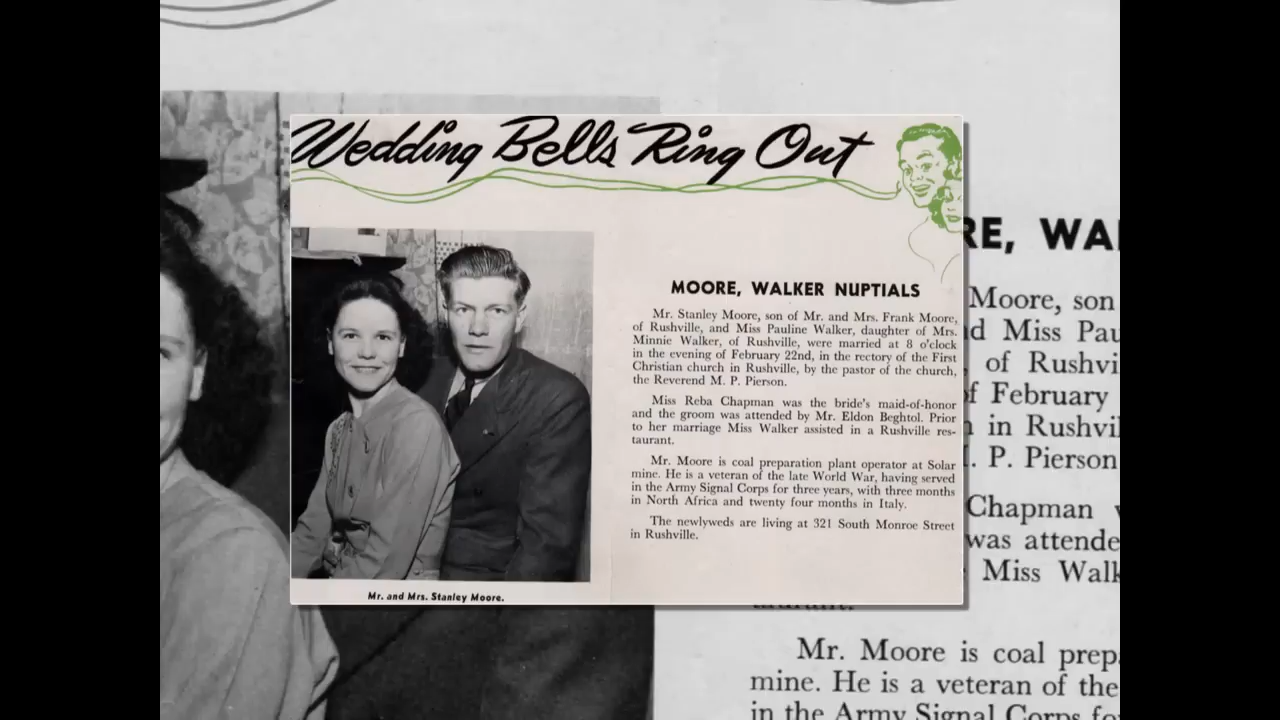 Wedding Bells Ring Out
MOORE, WALKER NUPTIALS
Mr. Stanley Moore, son of Mr. and Mrs. Frank Moore,
of Rushville, and Miss Pauline Walker, daughter of Mrs.
Minnie Walker, of Rushville, were married at 8 o'clock
in the evening of February 22nd, in the rectory of the First
Christian church in Rushville, by the pastor of the church,
the Reverend M. P. Pierson.
Miss Reba Chapman was the bride's maid-of-honor
and the groom was attended by Mr. Eldon Beghtol. Prior
to her marriage Miss Walker assisted in a Rushville res-
taurant.
Mr. Moore is coal preparation plant operator at Solar
mine. He is a veteran of the late World War, having served
in the Army Signal Corps for three years, with three months
in North Africa and twenty four months in Italy.
The newlyweds are living at 321 South Monroe Street
in Rushville.
Mr. and Mrs. Stanley Moore.
RE, WA
Moore, son
d Miss Pau
, of Rushvi
f February
in Rushvil
. P. Pierson
Chapman
was attende
Miss Walk
taurant.
Mr. Moore is coal prep
mine. He is a veteran of the
in the Army Signal Corps fo